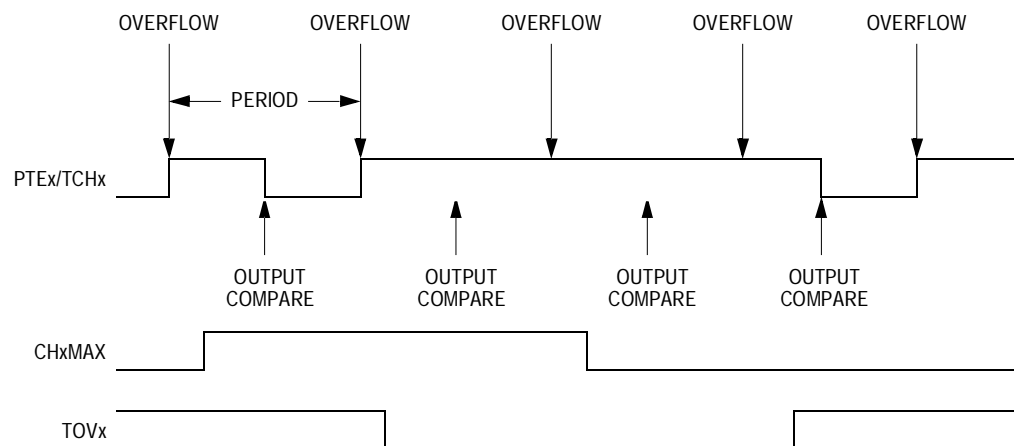 OVERFLOW OVERFLOW OVERFLOW OVERFLOW OVERFLOW
PERIOD
PTEx/TCHx
OUTPUT OUTPUT OUTPUT OUTPUT
COMPARE COMPARE COMPARE COMPARE
CHxMAX
TOVx